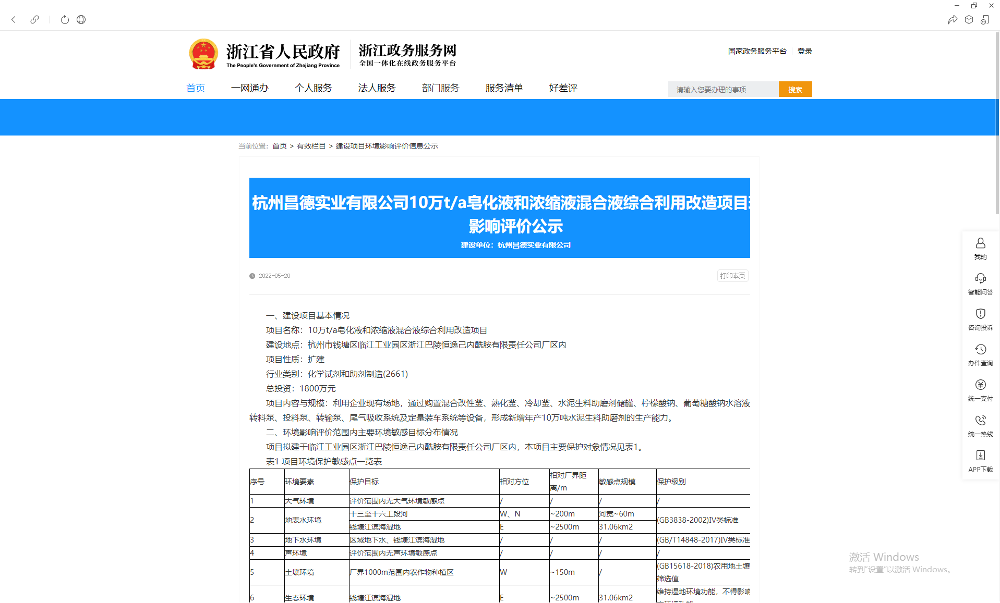 浙江省人民政府
The People's Government of Zhejiang Province
浙江政务服务网
全国一体化在线政务服务平台
国家政务服务平台 登录
首页 一网通办 个人服务 法人服务 部门服务 服务清单 好差评
请输入您要办理的事项 搜索
当前位置：首页 > 有效栏目 > 建设项目环境影响评价信息公示
杭州昌德实业有限公司10万t/a皂化液和浓缩液混合液综合利用改造项目
影响评价公示
建设单位：杭州昌德实业有限公司
2022-05-20 打印本页
一、建设项目基本情况
项目名称：10万t/a皂化液和浓缩液混合液综合利用改造项目
建设地点：杭州市钱塘区临江工业园区浙江巴陵恒逸己内酰胺有限责任公司厂区内
项目性质：扩建
行业类别：化学试剂和助剂制造(2661)
总投资：1800万元
项目内容与规模：利用企业现有场地，通过购置混合改性釜、熟化釜、冷却釜、水泥生料助磨剂储罐、柠檬酸钠、葡萄糖酸钠水溶液
转料泵、投料泵、转输泵、尾气吸收系统及定量装车系统等设备，形成新增年产10万吨水泥生料助磨剂的生产能力。
二、环境影响评价范围内主要环境敏感目标分布情况
项目拟建于临江工业园区浙江巴陵恒逸己内酰胺有限责任公司厂区内，本项目主要保护对象情况见表1。
表1 项目环境保护敏感点一览表
序号 环境要素 保护目标 相对方位 相对厂界距离/m 敏感点规模 保护级别
1 大气环境 评价范围内无大气环境敏感点 / / / /
2 地表水环境 十三至十六工段河 W、N ~200m 河宽~60m (GB3838-2002)IV类标准
钱塘江滨海湿地 E ~2500m 31.06km2
3 地下水环境 区域地下水、钱塘江滨海湿地 / / / (GB/T14848-2017)IV类标准
4 声环境 评价范围内无声环境敏感点 / / / /
5 土壤环境 厂界1000m范围内农作物种植区 W ~150m / (GB15618-2018)农用地土壤
筛选值
6 生态环境 钱塘江滨海湿地 E ~2500m 31.06km2 维持湿地环境功能，不得影响
我的
智能问答
咨询投诉
办件查询
统一支付
统一热线
APP下载
激活 Windows
转到"设置"以激活 Windows。